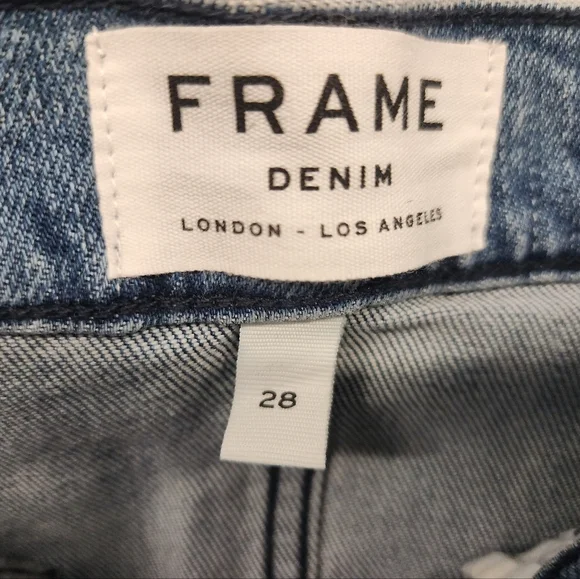 FRAME
DENIM
LONDON - LOS ANGELES
28